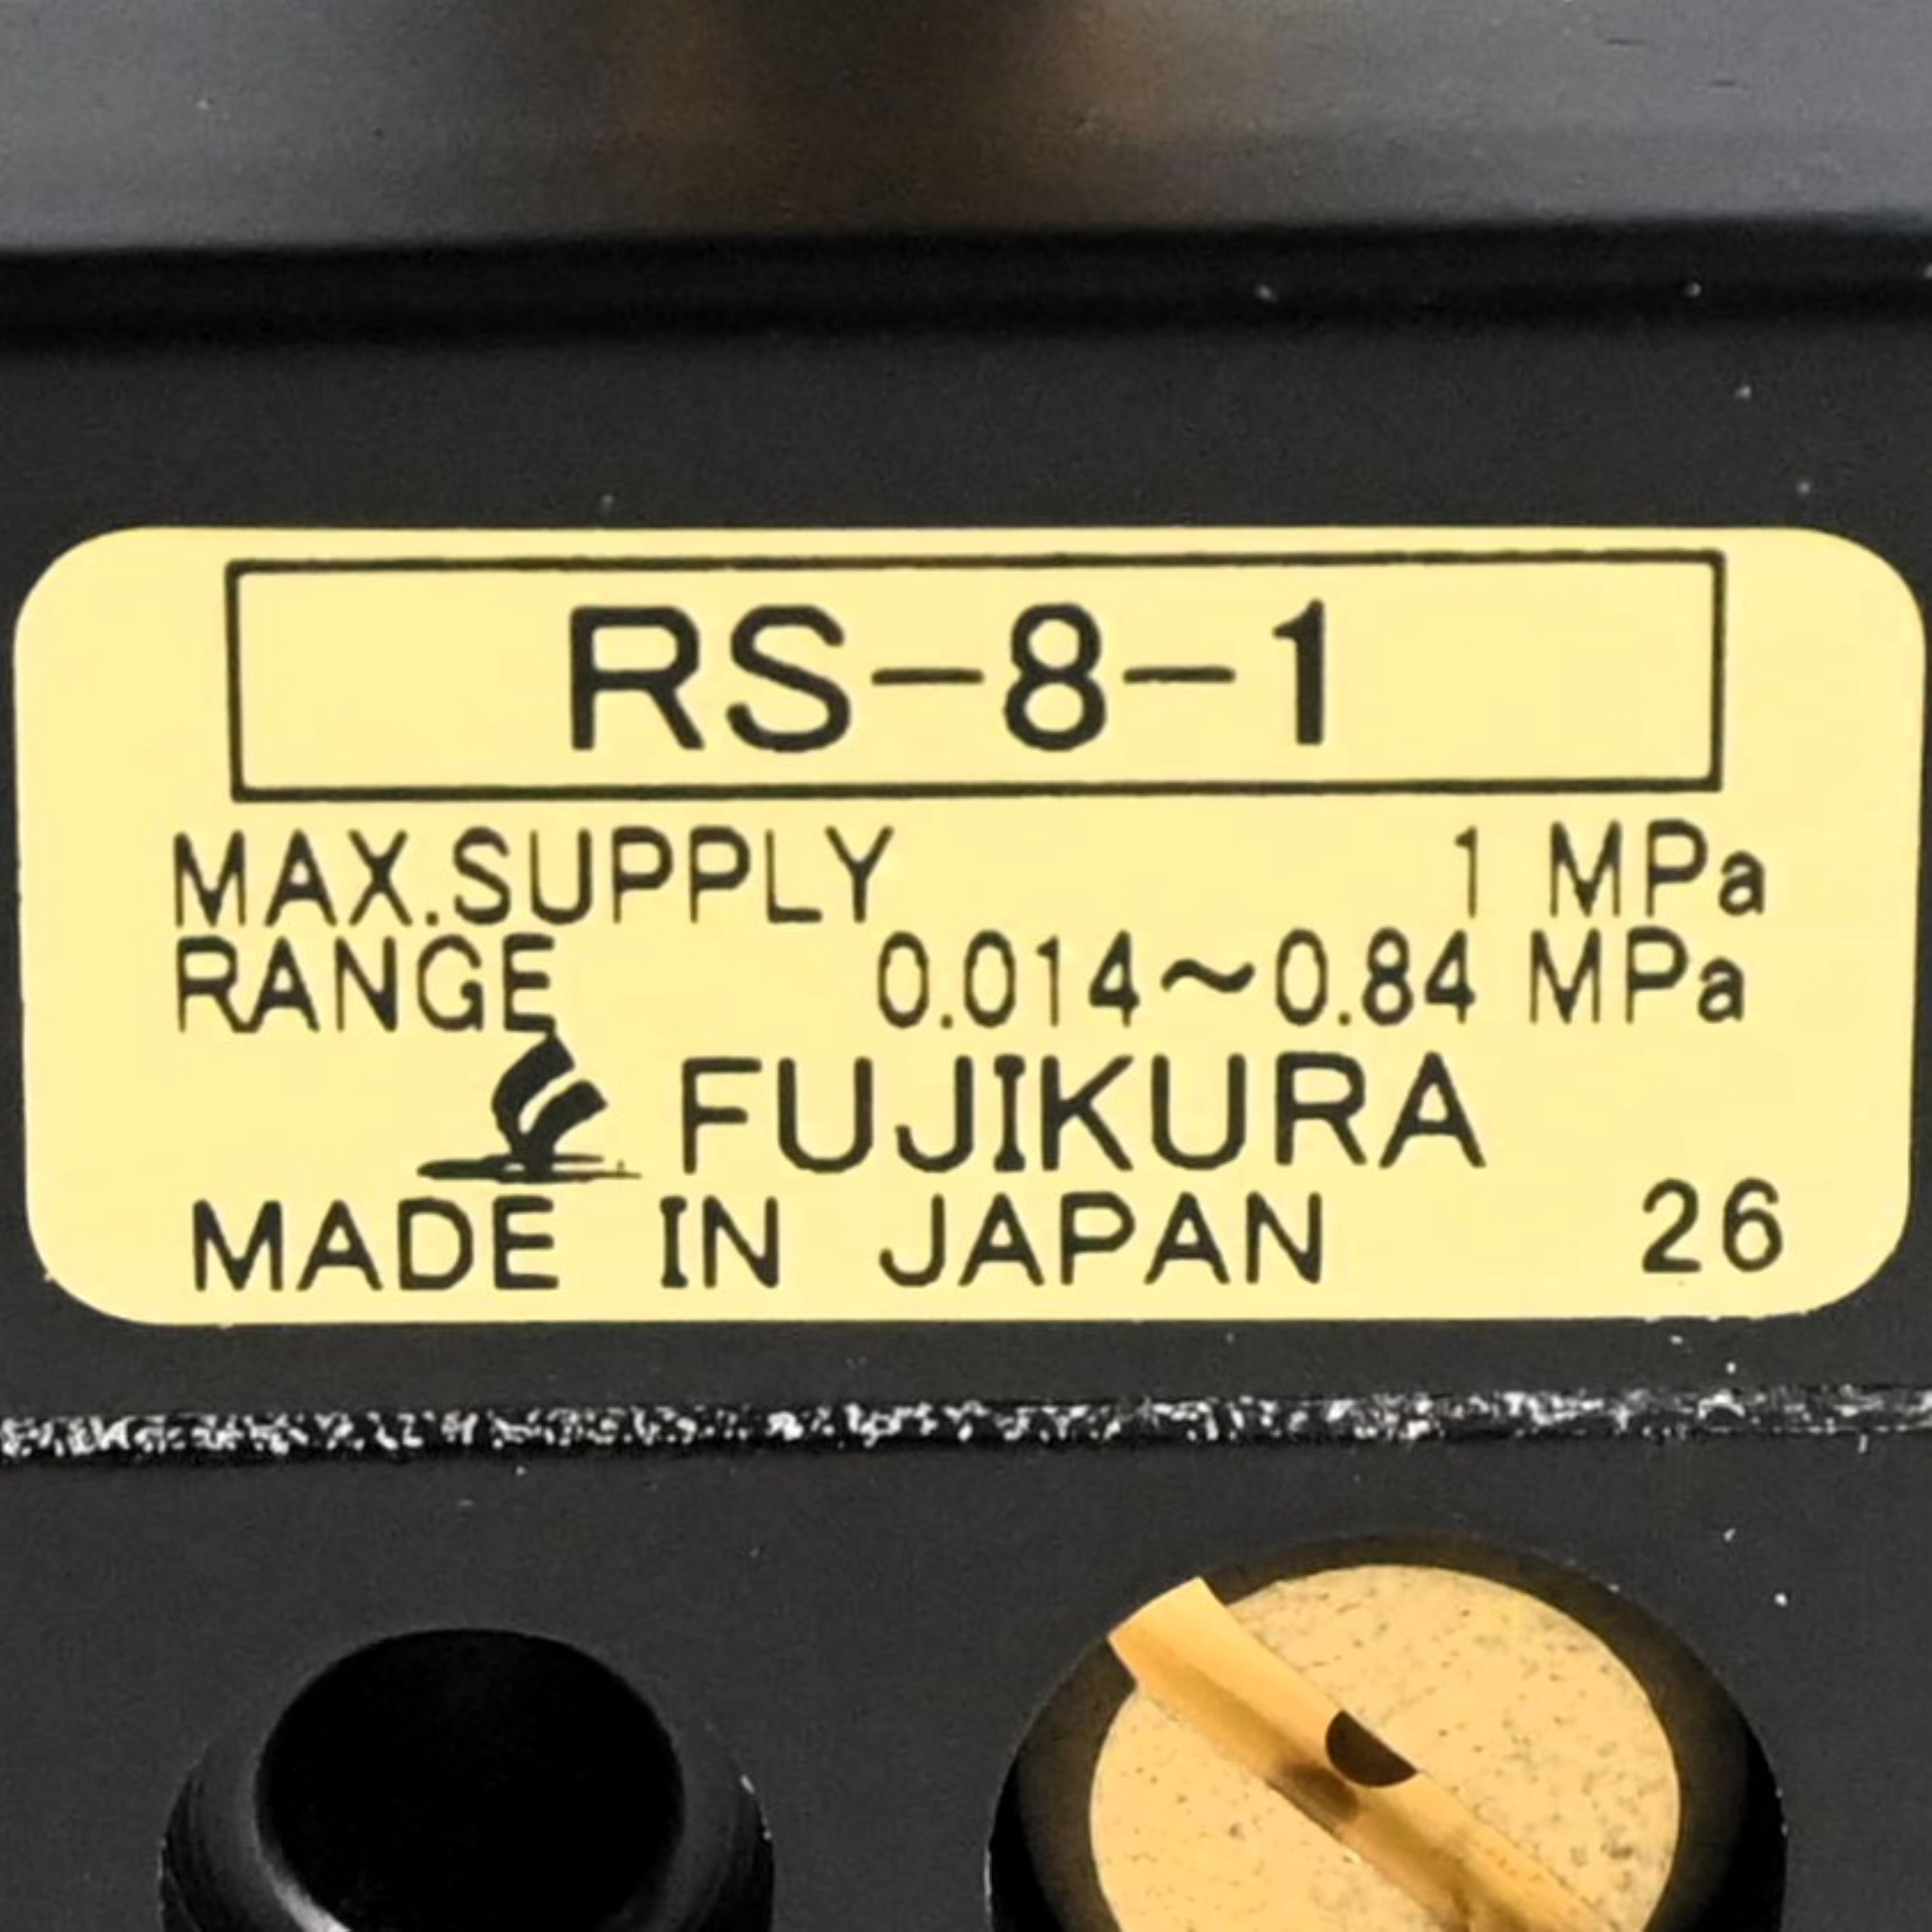 RS-8-1
MAX.SUPPLY 1 MPa
RANGE 0.014~0.84 MPa
FUJIKURA
MADE IN JAPAN 26